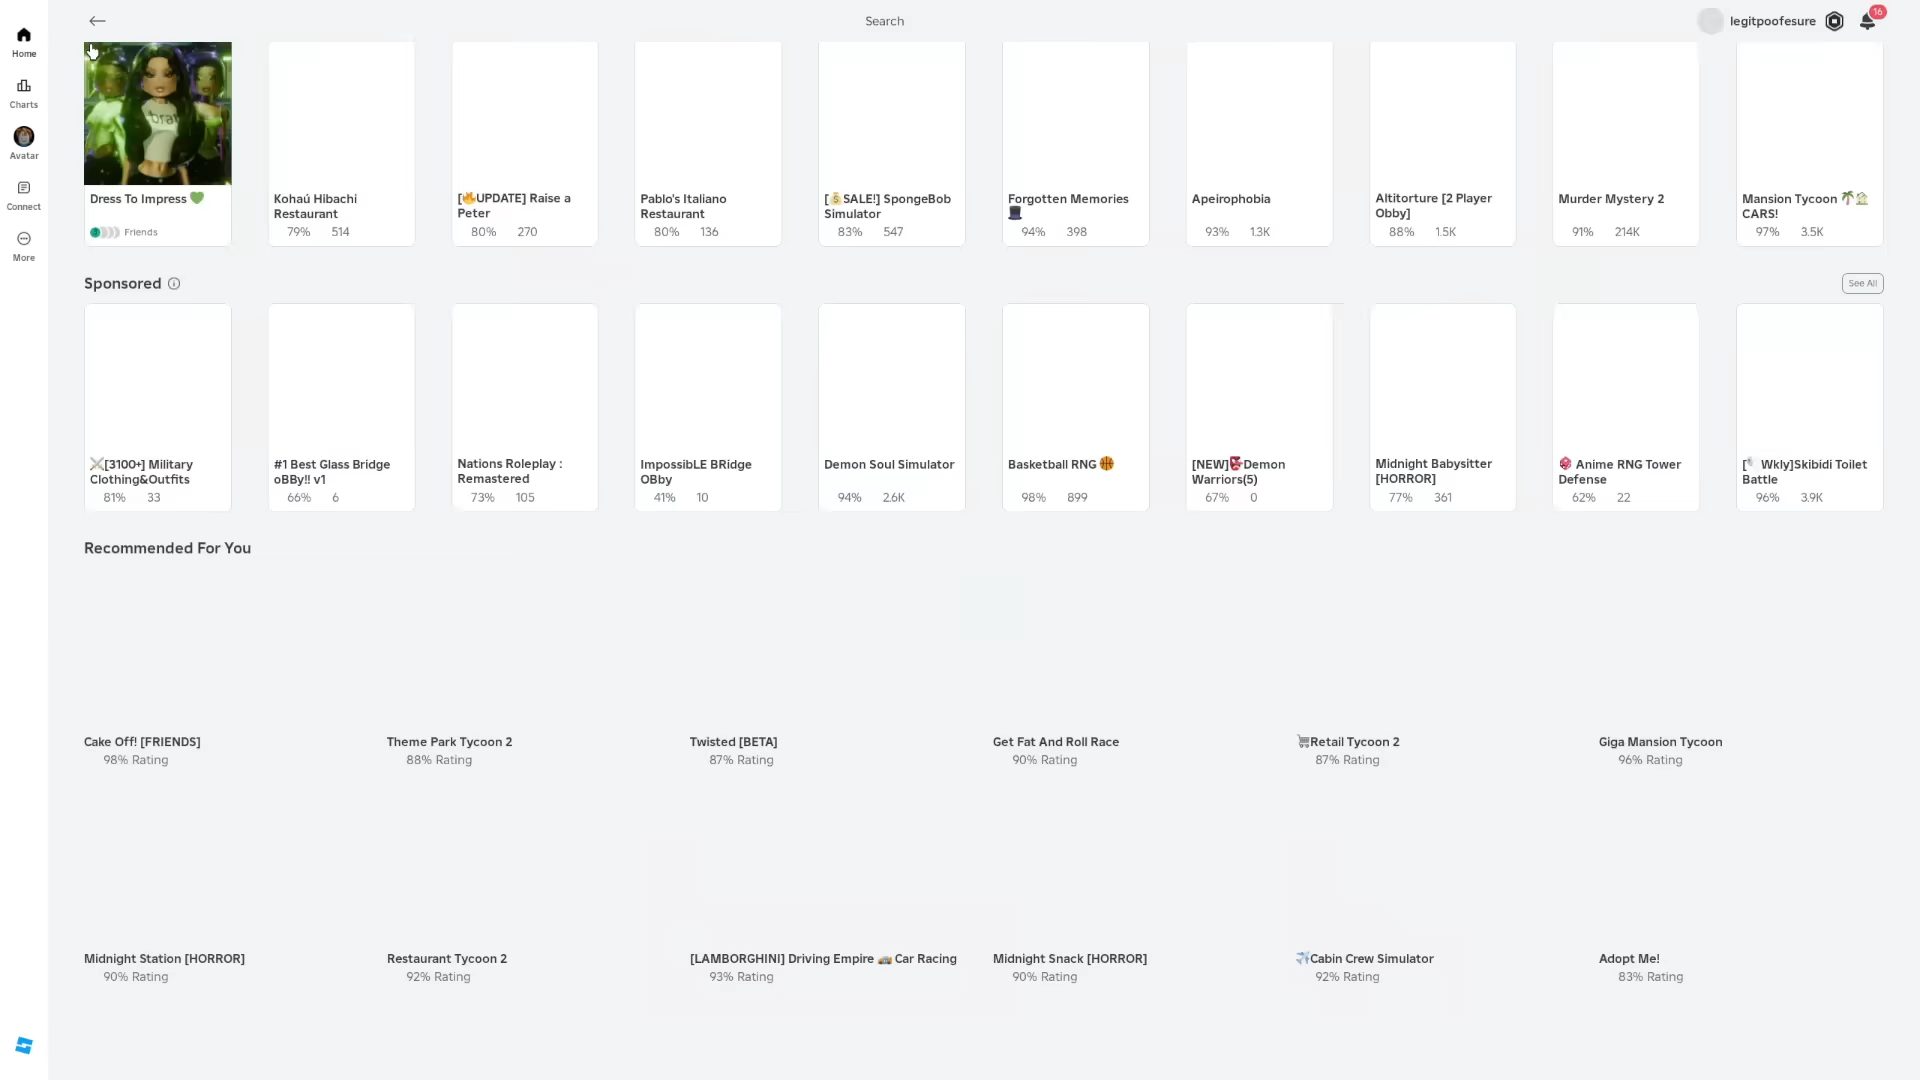 Search
legitpoofesure
16
Home
Charts
Avatar
Connect
More
Dress To Impress 💚
Friends
Kohaú Hibachi
Restaurant
79% 514
[🔥UPDATE] Raise a
Peter
80% 270
Pablo's Italiano
Restaurant
80% 136
[💰SALE!] SpongeBob
Simulator
83% 547
Forgotten Memories
🎩
94% 398
Apeirophobia
93% 1.3K
Altitorture [2 Player
Obby]
88% 1.5K
Murder Mystery 2
91% 214K
Mansion Tycoon 🌴🏠
CARS!
97% 3.5K
Sponsored
See All
⚔️[3100+] Military
Clothing&Outfits
81% 33
#1 Best Glass Bridge
oBBy!! v1
66% 6
Nations Roleplay :
Remastered
73% 105
ImpossibLE BRidge
OBby
41% 10
Demon Soul Simulator
94% 2.6K
Basketball RNG 🏀
98% 899
[NEW]👺Demon
Warriors(5)
67% 0
Midnight Babysitter
[HORROR]
77% 361
Anime RNG Tower
Defense
62% 22
[ Wkly]Skibidi Toilet
Battle
96% 3.9K
Recommended For You
Cake Off! [FRIENDS]
98% Rating
Theme Park Tycoon 2
88% Rating
Twisted [BETA]
87% Rating
Get Fat And Roll Race
90% Rating
🛒Retail Tycoon 2
87% Rating
Giga Mansion Tycoon
96% Rating
Midnight Station [HORROR]
90% Rating
Restaurant Tycoon 2
92% Rating
[LAMBORGHINI] Driving Empire 🚓 Car Racing
93% Rating
Midnight Snack [HORROR]
90% Rating
✈️Cabin Crew Simulator
92% Rating
Adopt Me!
83% Rating